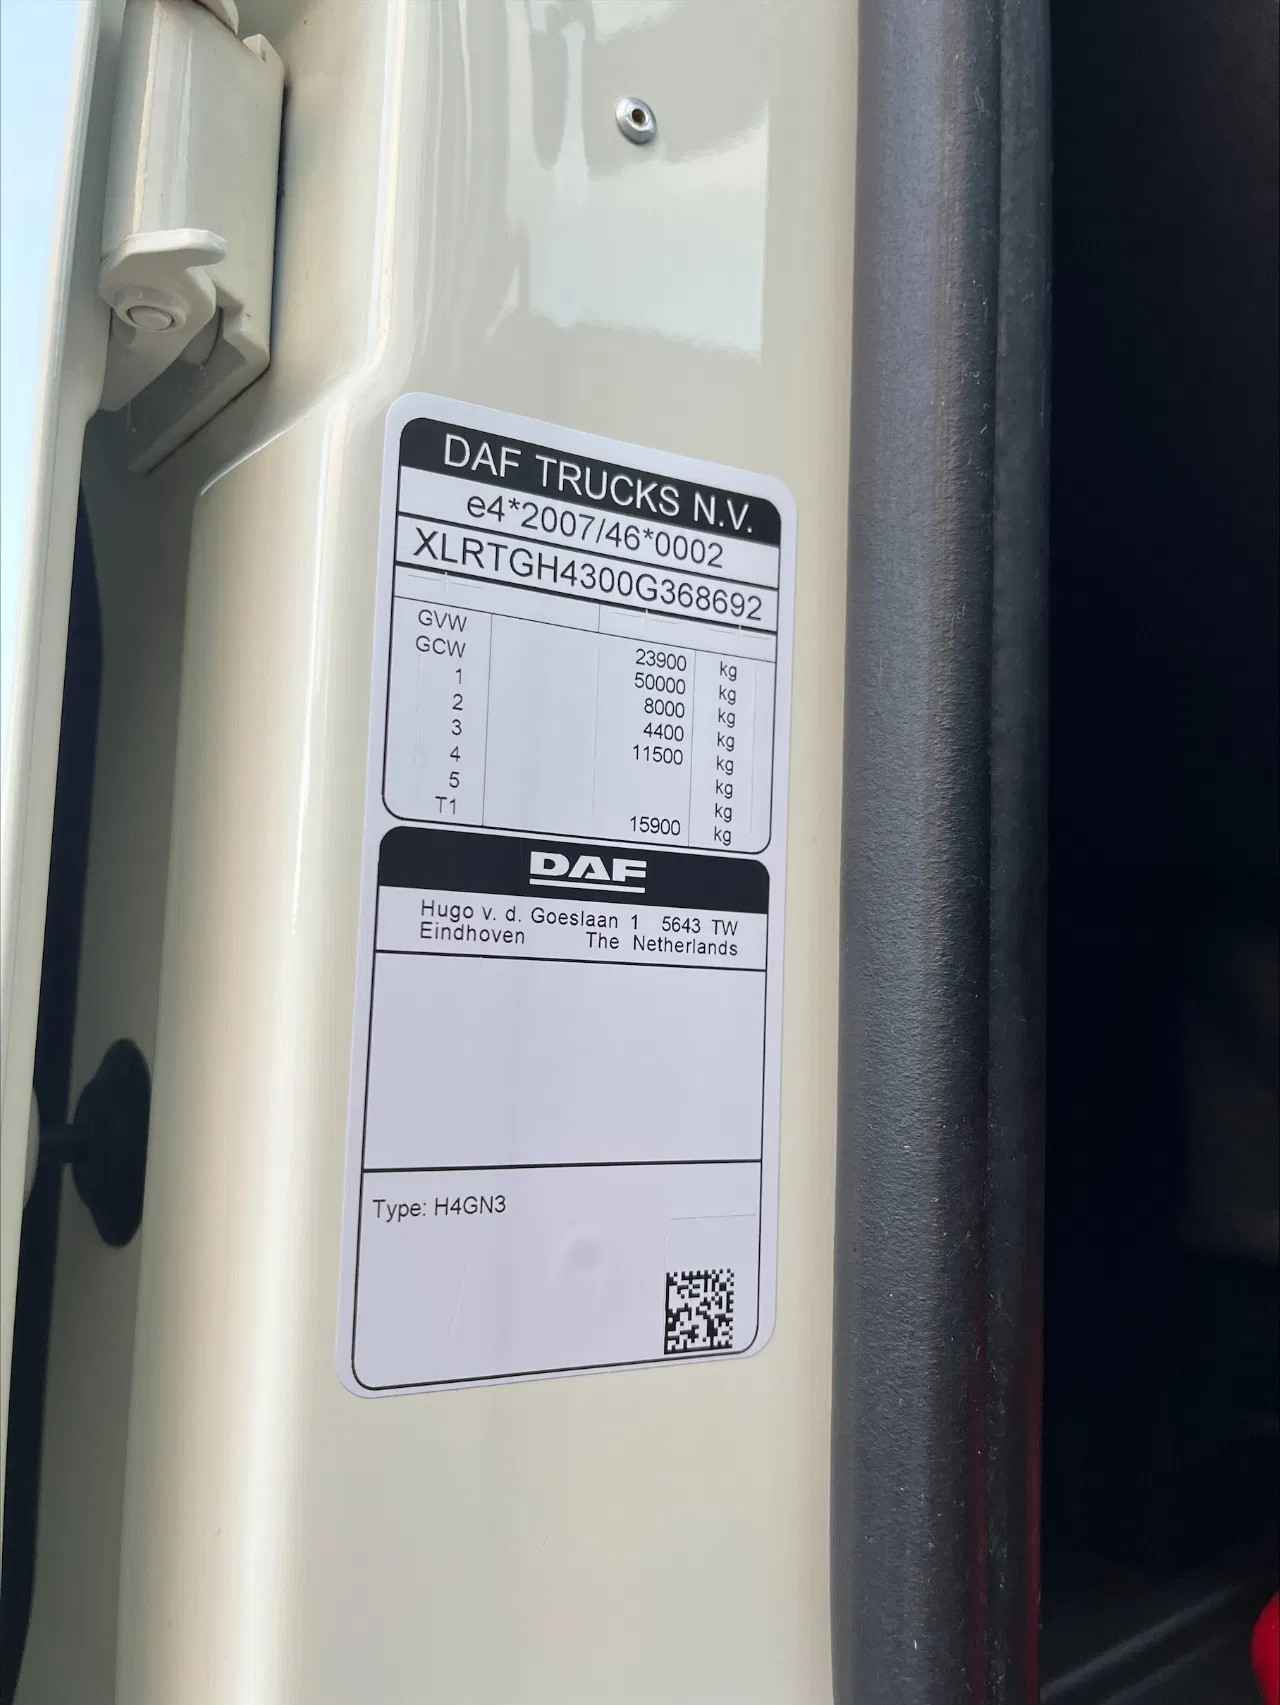 DAF TRUCKS N.V.
e4*2007/46*0002
XLRTGH4300G368692
GVW 23900 kg
GCW 50000 kg
1 8000 kg
2 4400 kg
3 11500 kg
4 kg
5 kg
T1 15900 kg
DAF
Hugo v. d. Goeslaan 1 5643 TW
Eindhoven The Netherlands
Type: H4GN3